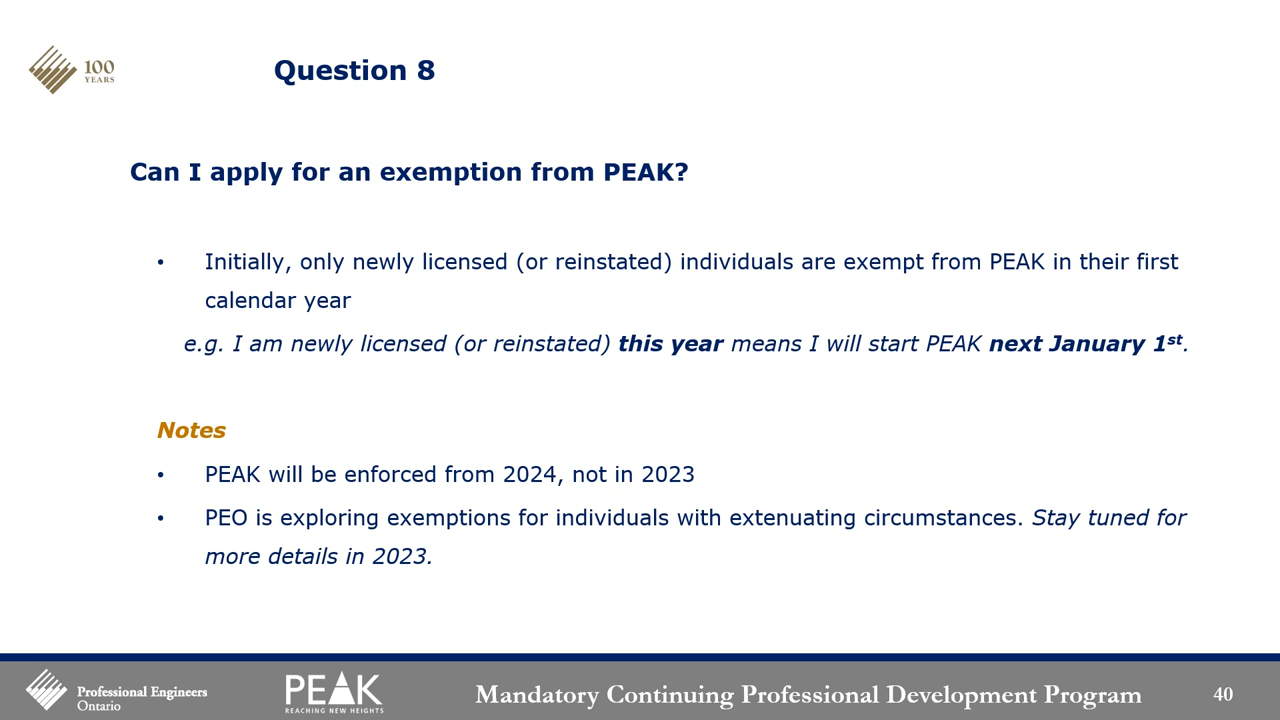 100
YEARS
Question 8
Can I apply for an exemption from PEAK?
• Initially, only newly licensed (or reinstated) individuals are exempt from PEAK in their first
calendar year
e.g. I am newly licensed (or reinstated) this year means I will start PEAK next January 1st.
Notes
• PEAK will be enforced from 2024, not in 2023
• PEO is exploring exemptions for individuals with extenuating circumstances. Stay tuned for
more details in 2023.
Professional Engineers
Ontario
PEAK
REACHING NEW HEIGHTS
Mandatory Continuing Professional Development Program
40